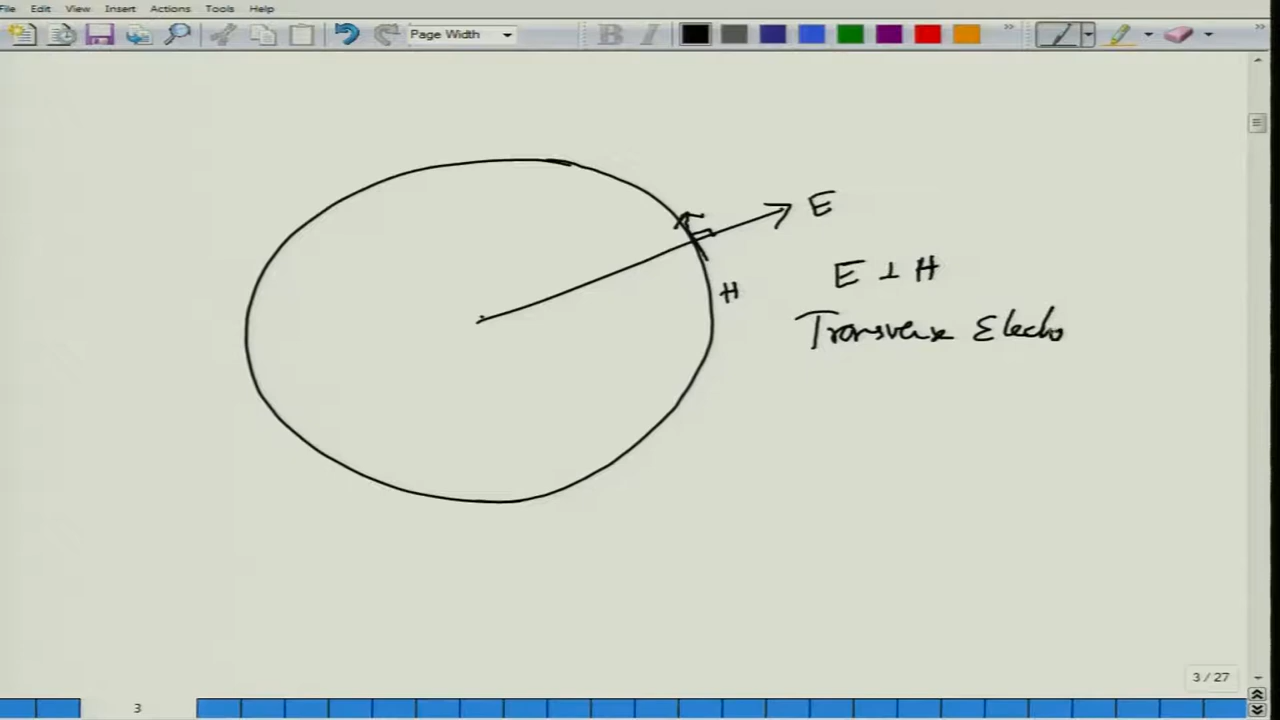 File Edit View Insert Actions Tools Help
Page Width B I
E
H
E ⊥ H
Transverse Electro
3 / 27
3